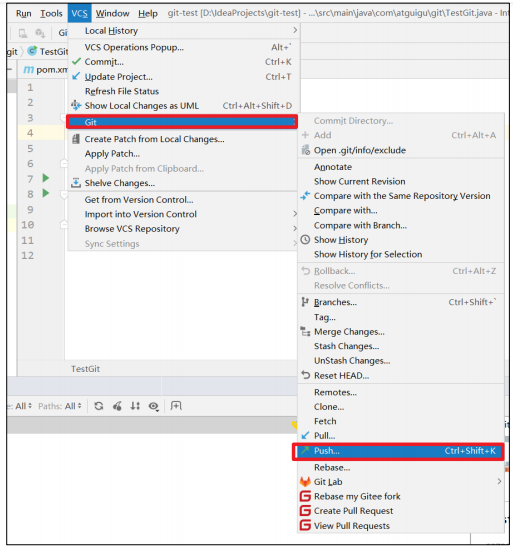 Run Tools VCS Window Help git-test [D:\IdeaProjects\git-test] - ...\src\main\java\com\atguigu\git\TestGit.java - Int
Local History
Gi
VCS Operations Popup... Alt+`
git TestGit
Commit... Ctrl+K
m pom.xm
Update Project... Ctrl+T
Refresh File Status
Show Local Changes as UML Ctrl+Alt+Shift+D
Git
Create Patch from Local Changes...
Apply Patch...
Apply Patch from Clipboard...
Shelve Changes...
Get from Version Control...
Import into Version Control
Browse VCS Repository
Sync Settings
1
2
3
4
5
6
7
8
9
10
11
12
Commit Directory...
Add Ctrl+Alt+A
Open .git/info/exclude
Annotate
Show Current Revision
Compare with the Same Repository Version
Compare with...
Compare with Branch...
Show History
Show History for Selection
Rollback... Ctrl+Alt+Z
Resolve Conflicts...
Branches... Ctrl+Shift+`
Tag...
Merge Changes...
Stash Changes...
UnStash Changes...
Reset HEAD...
Remotes...
Clone...
Fetch
Pull...
Push... Ctrl+Shift+K
Rebase...
Git Lab
Rebase my Gitee fork
Create Pull Request
View Pull Requests
TestGit
All Paths: All